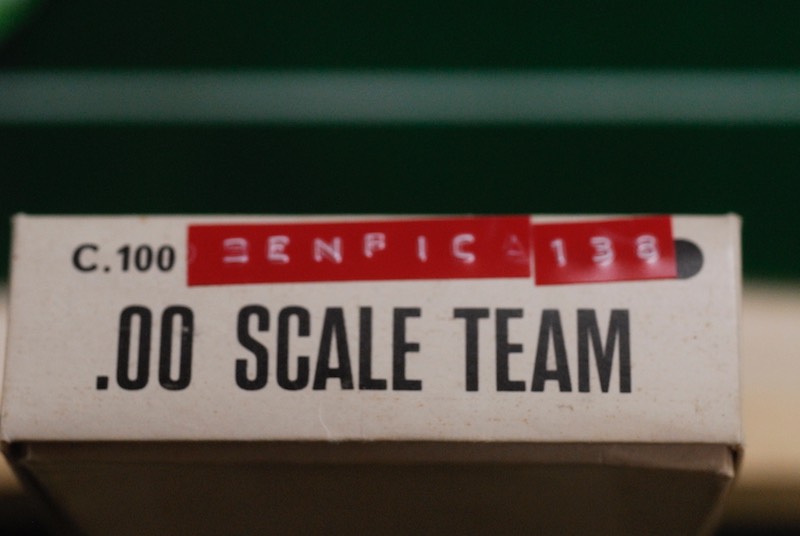 C.100 BENFICA 138
.00 SCALE TEAM